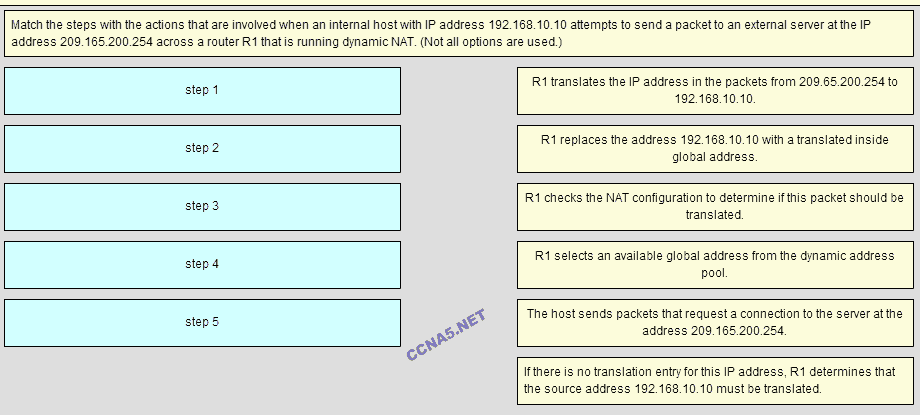 Match the steps with the actions that are involved when an internal host with IP address 192.168.10.10 attempts to send a packet to an external server at the IP
address 209.165.200.254 across a router R1 that is running dynamic NAT. (Not all options are used.)
step 1
step 2
step 3
step 4
step 5
R1 translates the IP address in the packets from 209.65.200.254 to
192.168.10.10.
R1 replaces the address 192.168.10.10 with a translated inside
global address.
R1 checks the NAT configuration to determine if this packet should be
translated.
R1 selects an available global address from the dynamic address
pool.
The host sends packets that request a connection to the server at the
address 209.165.200.254.
If there is no translation entry for this IP address, R1 determines that
the source address 192.168.10.10 must be translated.
CCNA5.NET